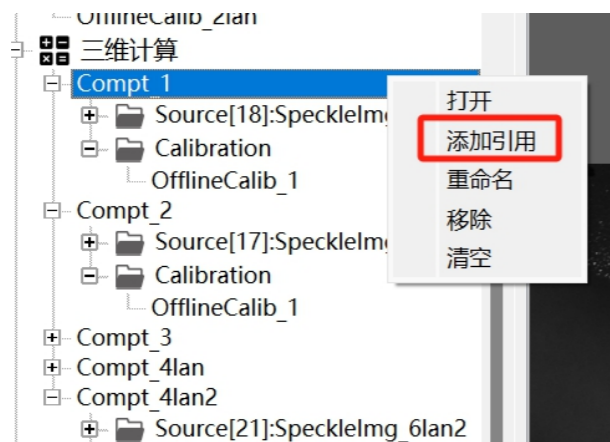 OfflineCalib_2lan
三维计算
Compt_1
Source[18]:SpeckleImg
Calibration
OfflineCalib_1
Compt_2
Source[17]:SpeckleImg
Calibration
OfflineCalib_1
Compt_3
Compt_4lan
Compt_4lan2
Source[21]:SpeckleImg_6lan2
打开
添加引用
重命名
移除
清空